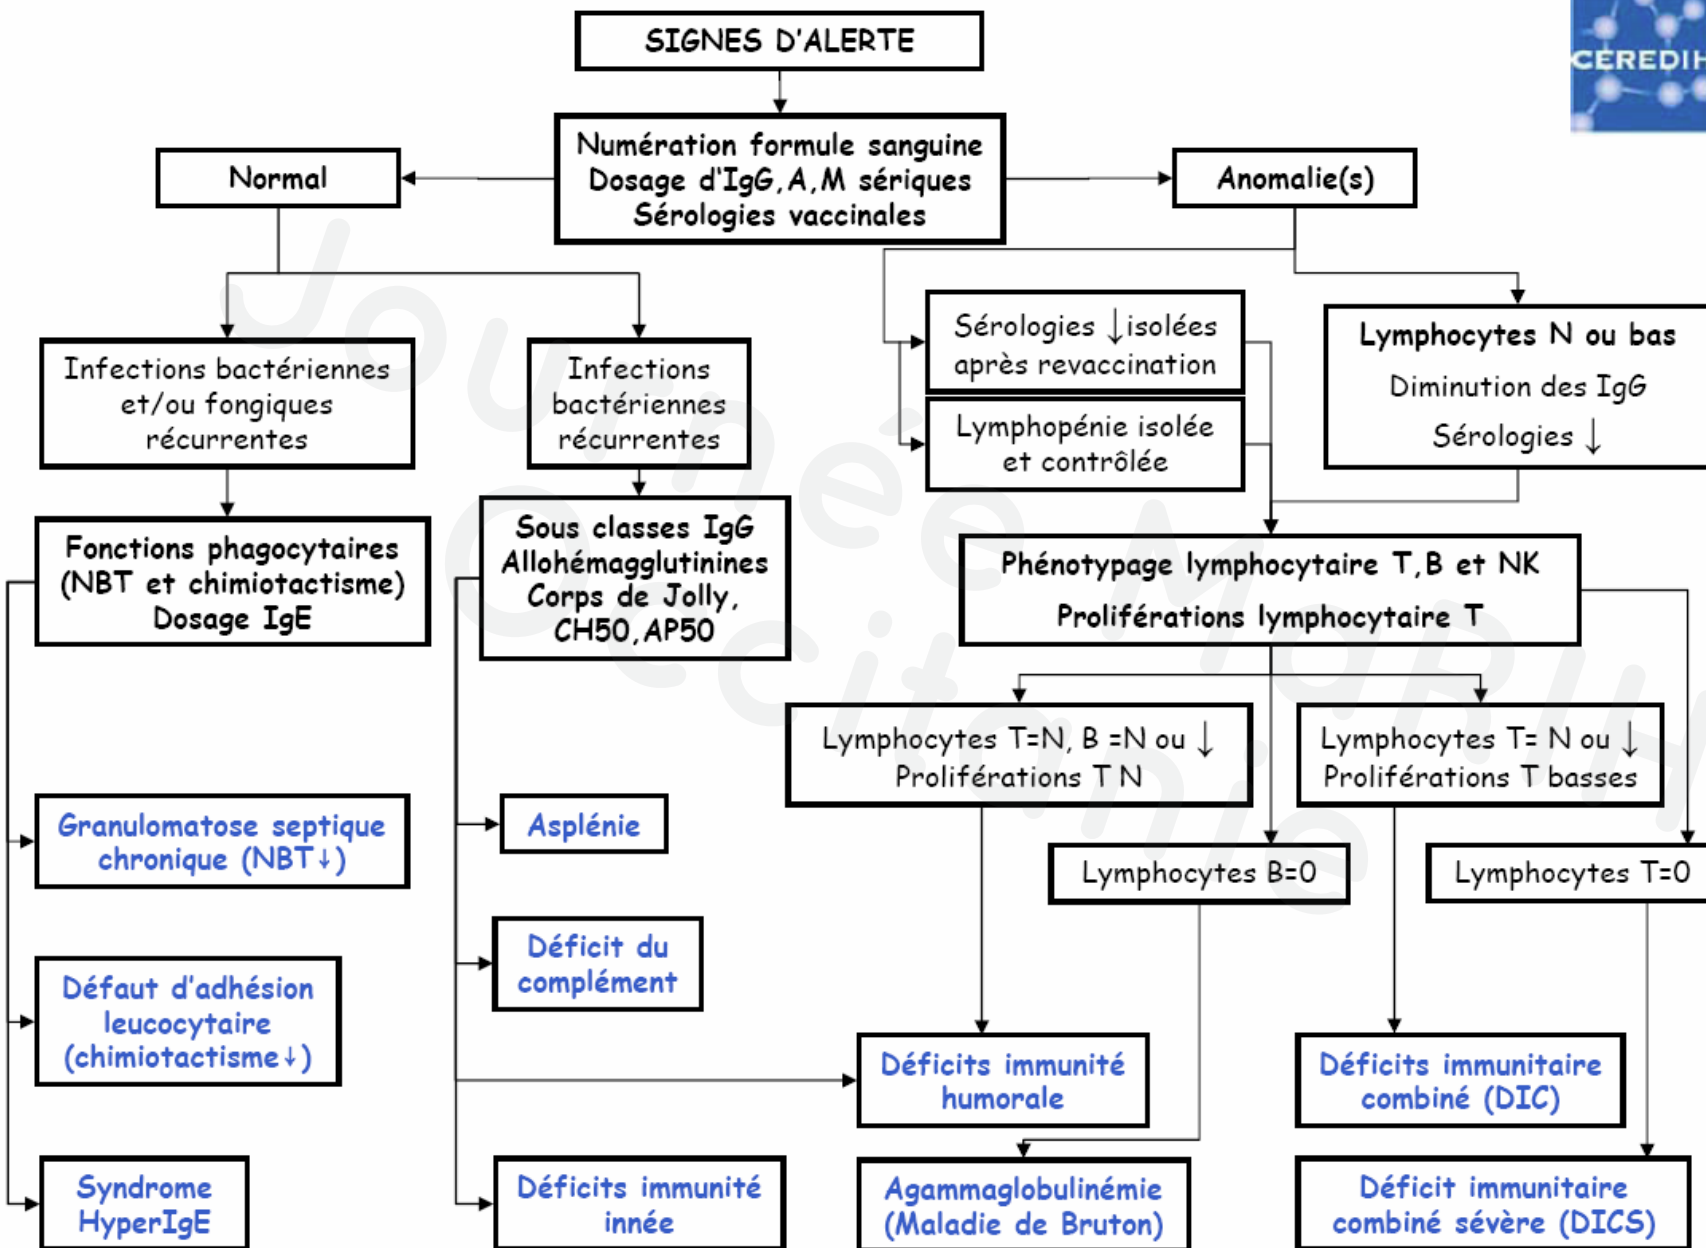 SIGNES D'ALERTE
CEREDIH
Numération formule sanguine
Dosage d'IgG,A,M sériques
Sérologies vaccinales
Normal
Anomalie(s)
Infections bactériennes
et/ou fongiques
récurrentes
Infections
bactériennes
récurrentes
Sérologies ↓isolées
après revaccination
Lymphopénie isolée
et contrôlée
Lymphocytes N ou bas
Diminution des IgG
Sérologies ↓
Fonctions phagocytaires
(NBT et chimiotactisme)
Dosage IgE
Sous classes IgG
Allohémagglutinines
Corps de Jolly,
CH50,AP50
Phénotypage lymphocytaire T,B et NK
Proliférations lymphocytaire T
Lymphocytes T=N, B =N ou ↓
Proliférations T N
Lymphocytes T= N ou ↓
Proliférations T basses
Lymphocytes B=0
Lymphocytes T=0
Granulomatose septique
chronique (NBT↓)
Asplénie
Défaut d'adhésion
leucocytaire
(chimiotactisme↓)
Déficit du
complément
Déficits immunité
humorale
Déficits immunitaire
combiné (DIC)
Syndrome
HyperIgE
Déficits immunité
innée
Agammaglobulinémie
(Maladie de Bruton)
Déficit immunitaire
combiné sévère (DICS)
Journée MaRIH
Occitanie